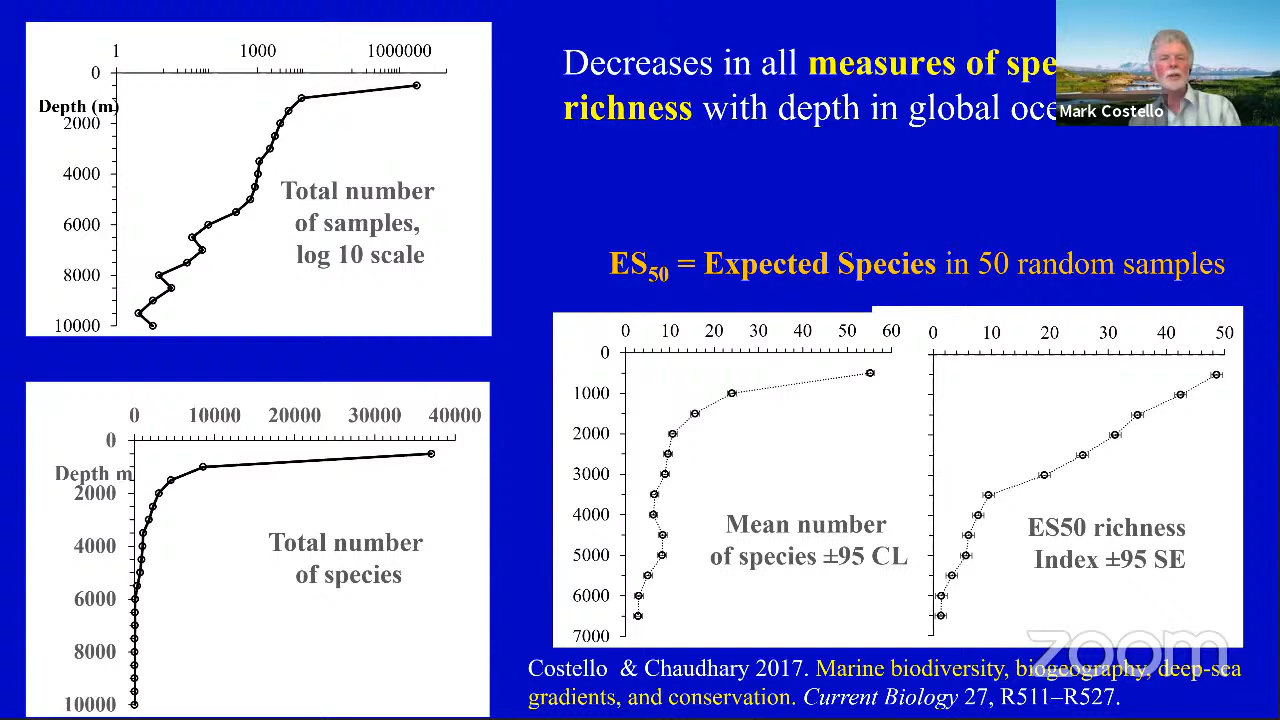 1 1000 1000000
0
Depth (m)
2000
4000
6000
8000
10000
Total number
of samples,
log 10 scale
Decreases in all measures of spe
richness with depth in global oce
Mark Costello
ES50 = Expected Species in 50 random samples
0 10000 20000 30000 40000
0
Depth m
2000
4000
6000
8000
10000
Total number
of species
0 10 20 30 40 50 60
0
1000
2000
3000
4000
5000
6000
7000
Mean number
of species ±95 CL
0 10 20 30 40 50
ES50 richness
Index ±95 SE
zoom
Costello & Chaudhary 2017. Marine biodiversity, biogeography, deep-sea
gradients, and conservation. Current Biology 27, R511–R527.